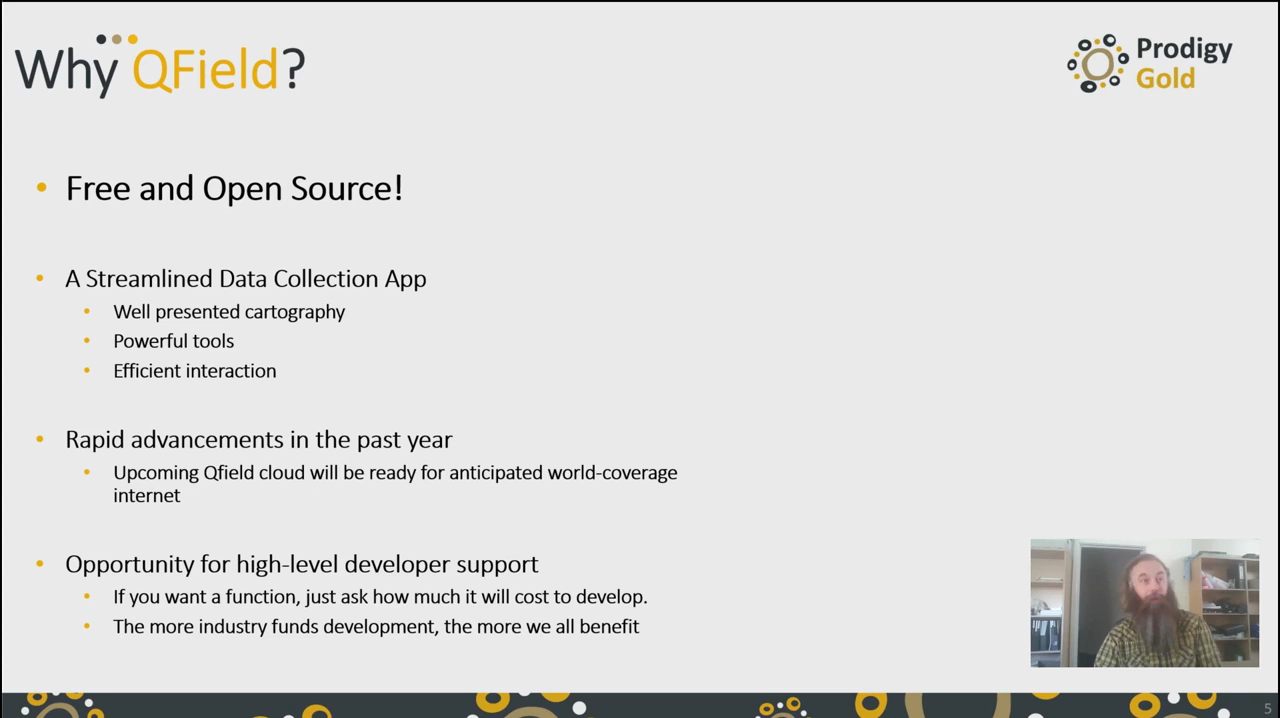 Why QField?
Prodigy
Gold
• Free and Open Source!
• A Streamlined Data Collection App
• Well presented cartography
• Powerful tools
• Efficient interaction
• Rapid advancements in the past year
• Upcoming Qfield cloud will be ready for anticipated world-coverage
internet
• Opportunity for high-level developer support
• If you want a function, just ask how much it will cost to develop.
• The more industry funds development, the more we all benefit
5